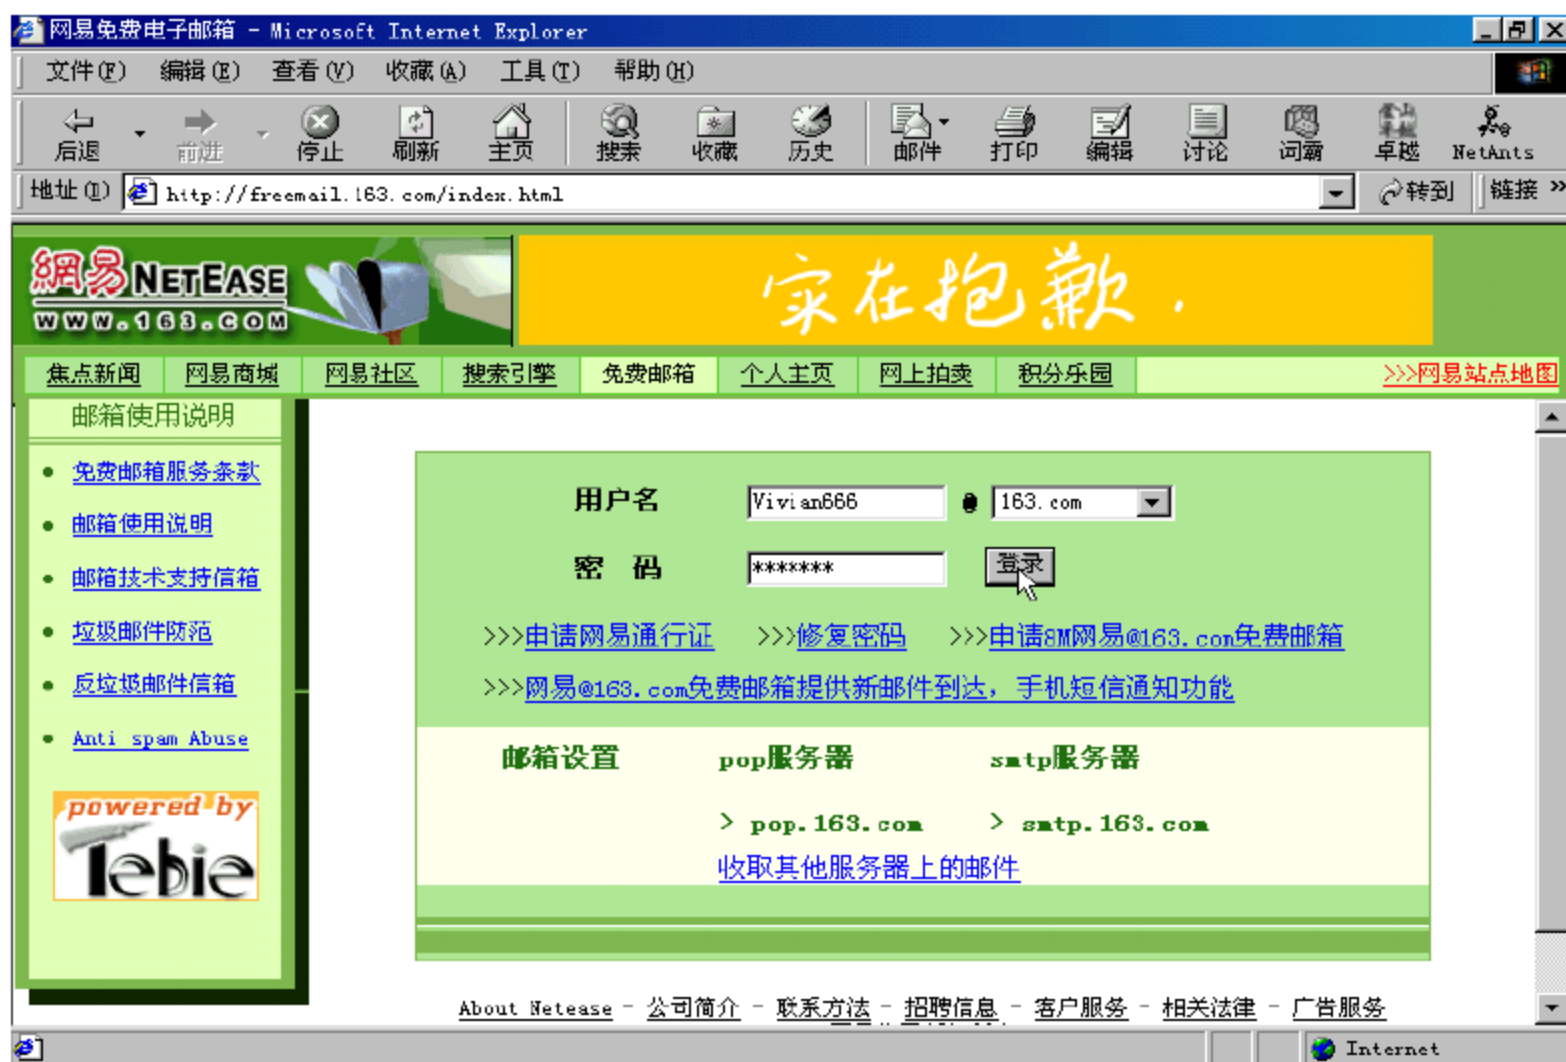 网易免费电子邮箱 - Microsoft Internet Explorer
文件(F) 编辑(E) 查看(V) 收藏(A) 工具(T) 帮助(H)
后退 前进 停止 刷新 主页 搜索 收藏 历史 邮件 打印 编辑 讨论 词霸 卓越 NetAnts
地址(D) http://freemail.163.com/index.html 转到 链接 »
網易 NETEASE
www.163.com
家在抱歉.
焦点新闻 网易商城 网易社区 搜索引擎 免费邮箱 个人主页 网上拍卖 积分乐园 >>>网易站点地图
邮箱使用说明
• 免费邮箱服务条款
• 邮箱使用说明
• 邮箱技术支持信箱
• 垃圾邮件防范
• 反垃圾邮件信箱
• Anti spam Abuse
powered by
Tebie
用户名 Vivian666 @ 163.com
密 码 ******* 登录
>>>申请网易通行证 >>>修复密码 >>>申请8M网易@163.com免费邮箱
>>>网易@163.com免费邮箱提供新邮件到达，手机短信通知功能
邮箱设置 pop服务器 smtp服务器
> pop.163.com > smtp.163.com
收取其他服务器上的邮件
About Netease - 公司简介 - 联系方法 - 招聘信息 - 客户服务 - 相关法律 - 广告服务
Internet